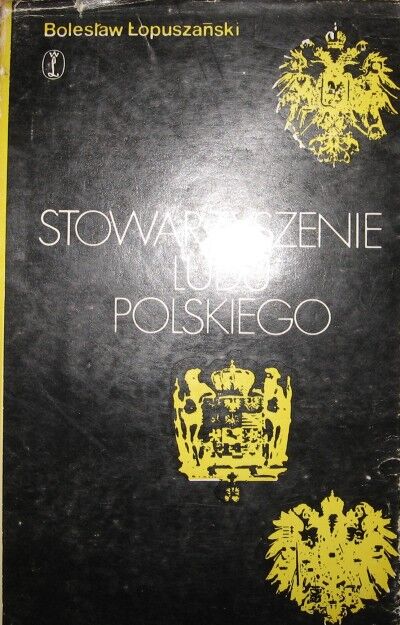 Bolesław Łopuszański
STOWARZYSZENIE
LUDU
POLSKIEGO